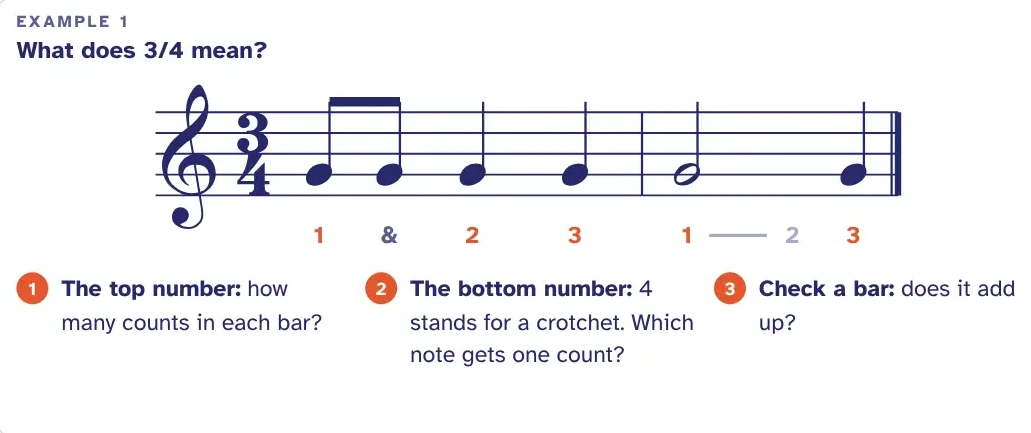 EXAMPLE 1
What does 3/4 mean?
3
4
1 & 2 3 1 2 3
1 The top number: how
many counts in each bar?
2 The bottom number: 4
stands for a crotchet. Which
note gets one count?
3 Check a bar: does it add
up?